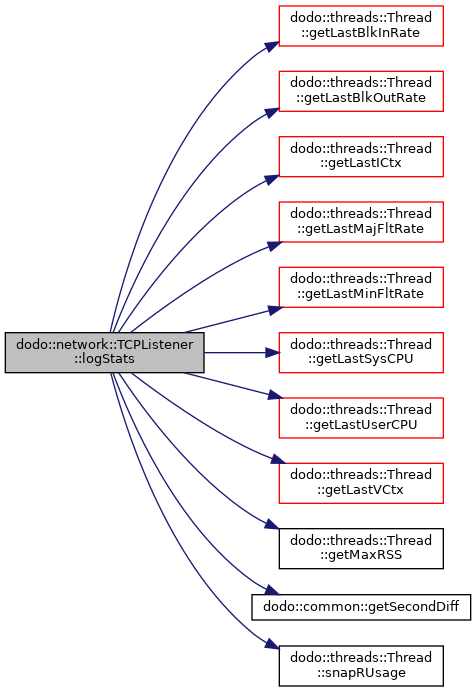 dodo::threads::Thread
::getLastBlkInRate
dodo::threads::Thread
::getLastBlkOutRate
dodo::threads::Thread
::getLastICtx
dodo::threads::Thread
::getLastMajFltRate
dodo::threads::Thread
::getLastMinFltRate
dodo::network::TCPListener
::logStats
dodo::threads::Thread
::getLastSysCPU
dodo::threads::Thread
::getLastUserCPU
dodo::threads::Thread
::getLastVCtx
dodo::threads::Thread
::getMaxRSS
dodo::common::getSecondDiff
dodo::threads::Thread
::snapRUsage